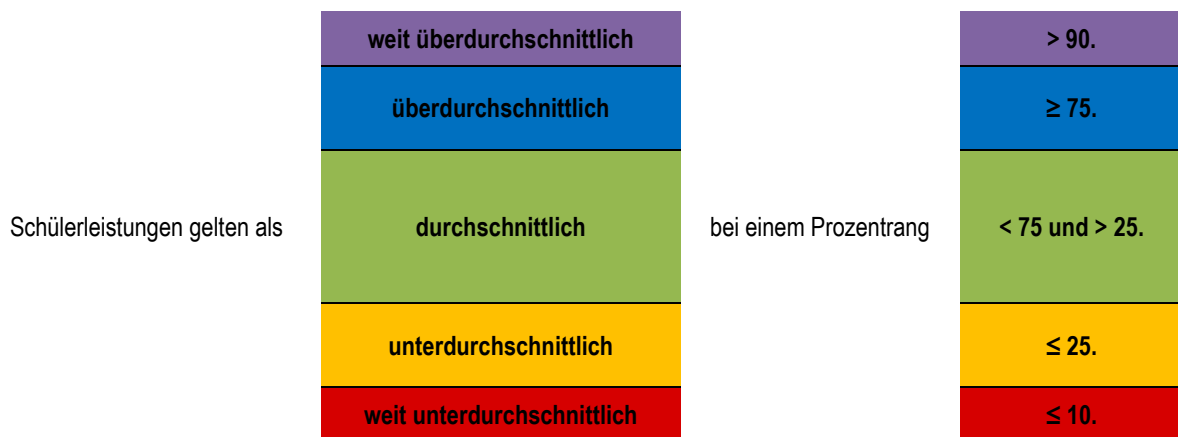 weit überdurchschnittlich > 90.
überdurchschnittlich ≥ 75.
Schülerleistungen gelten als durchschnittlich bei einem Prozentrang < 75 und > 25.
unterdurchschnittlich ≤ 25.
weit unterdurchschnittlich ≤ 10.